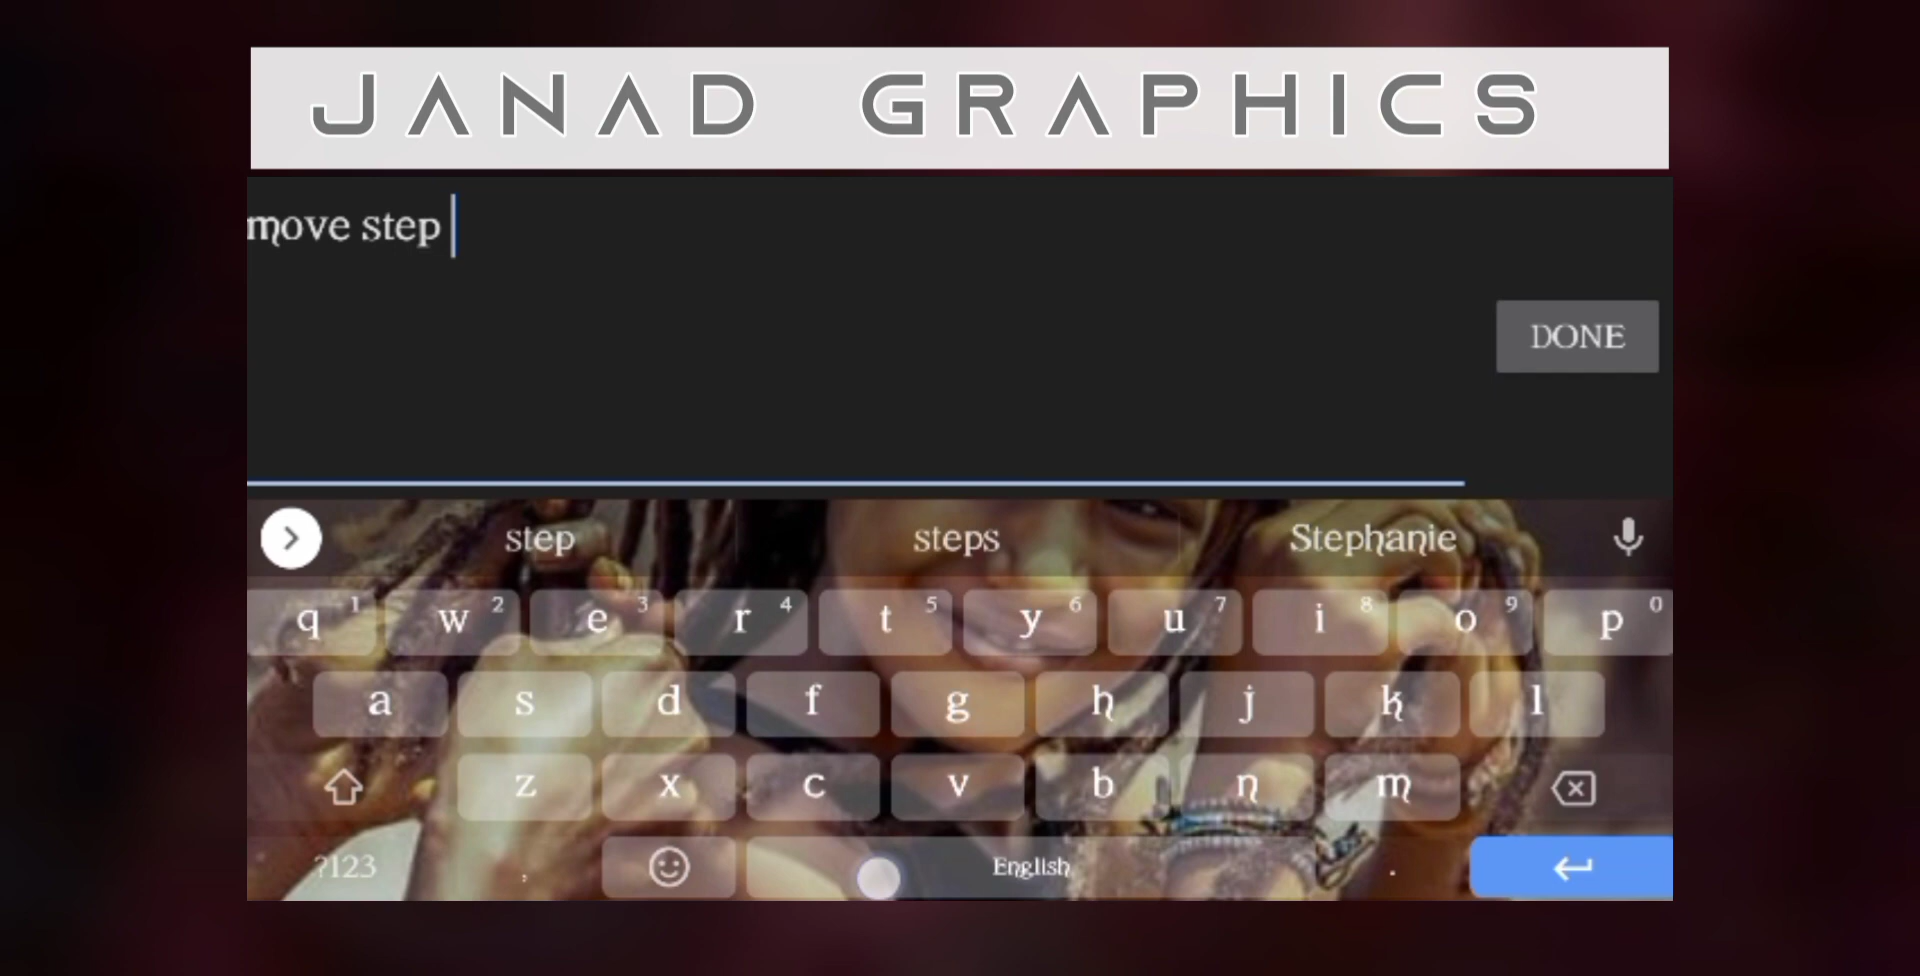 JANAD GRAPHICS
move step
DONE
step steps Stephanie
q 1 w 2 e 3 r 4 t 5 y 6 u 7 i 8 o 9 p 0
a s d f g h j k l
z x c v b n m
?123 , English .